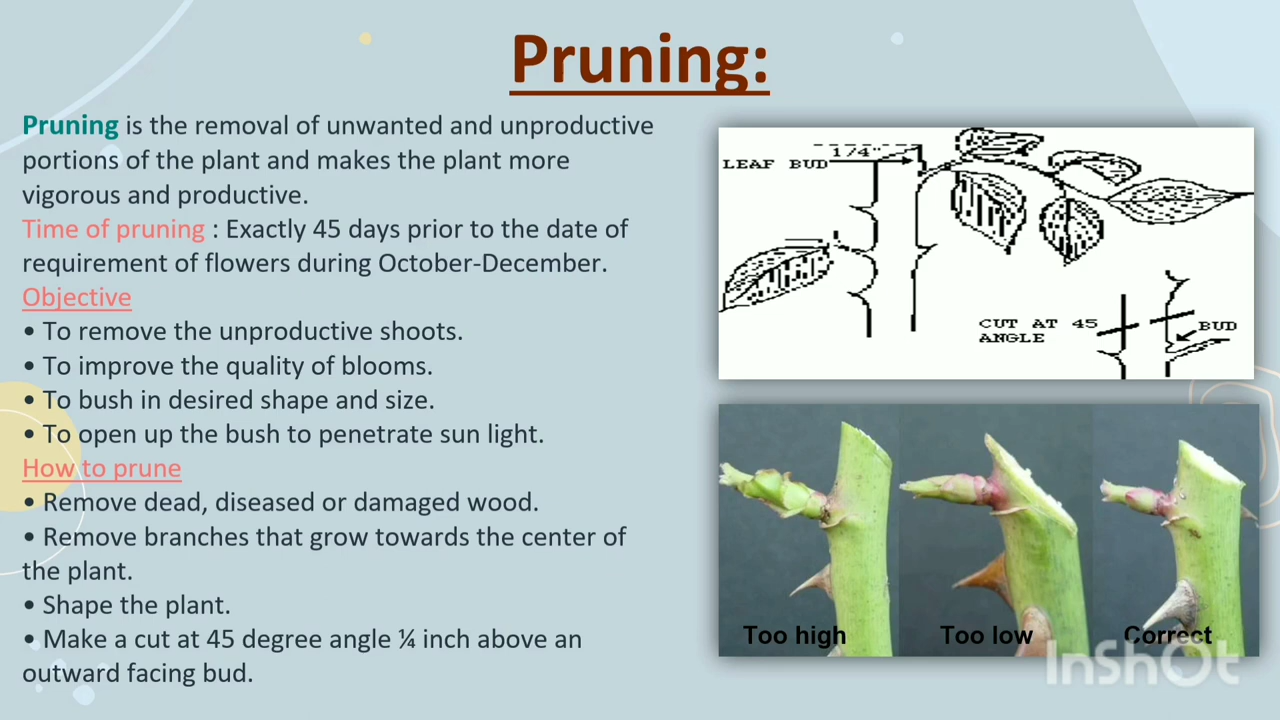 Pruning:
Pruning is the removal of unwanted and unproductive
portions of the plant and makes the plant more
vigorous and productive.
Time of pruning : Exactly 45 days prior to the date of
requirement of flowers during October-December.
Objective
• To remove the unproductive shoots.
• To improve the quality of blooms.
• To bush in desired shape and size.
• To open up the bush to penetrate sun light.
How to prune
• Remove dead, diseased or damaged wood.
• Remove branches that grow towards the center of
the plant.
• Shape the plant.
• Make a cut at 45 degree angle ¼ inch above an
outward facing bud.
LEAF BUD
1/4"
CUT AT 45
ANGLE
BUD
Too high
Too low
Correct
InShOt